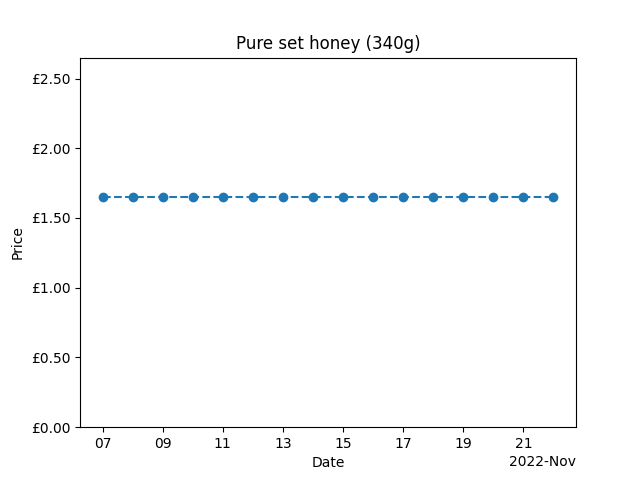 Pure set honey (340g)
£2.50
£2.00
£1.50
£1.00
£0.50
£0.00
Price
07 09 11 13 15 17 19 21
Date
2022-Nov